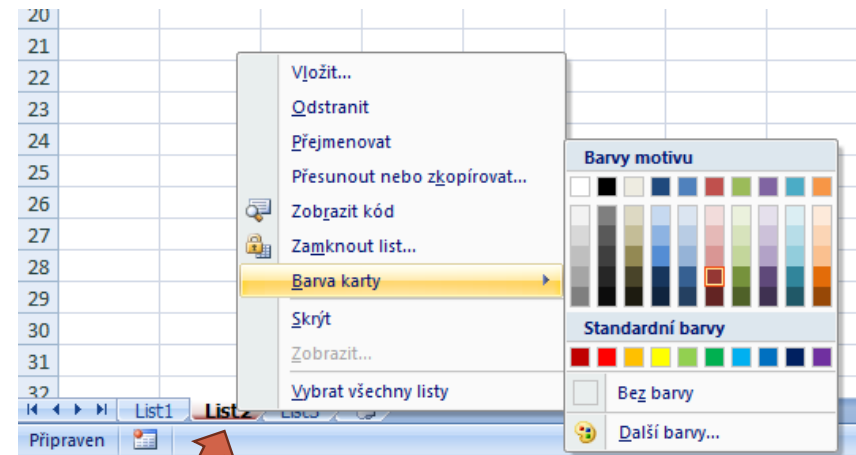 20
21
22
23
24
25
26
27
28
29
30
31
32
Vložit...
Odstranit
Přejmenovat
Přesunout nebo zkopírovat...
Zobrazit kód
Zamknout list...
Barva karty
Skrýt
Zobrazit...
Vybrat všechny listy
Barvy motivu
Standardní barvy
Bez barvy
Další barvy...
List1 List2 List3
Připraven